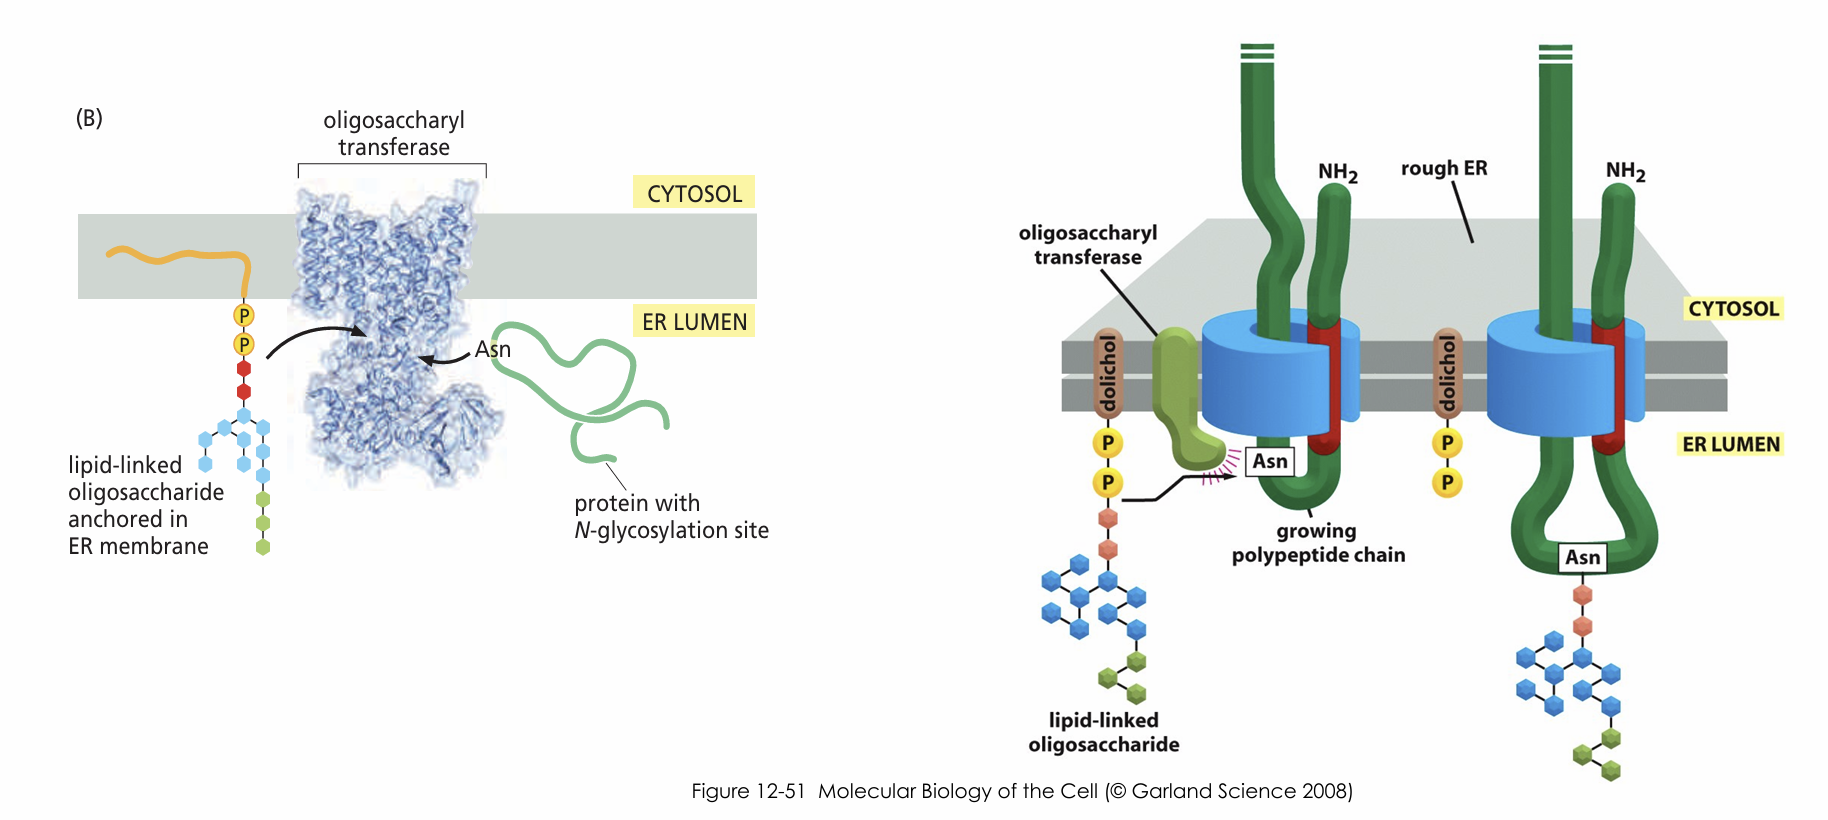 (B)
oligosaccharyl
transferase
CYTOSOL
ER LUMEN
P
P
Asn
lipid-linked
oligosaccharide
anchored in
ER membrane
protein with
N-glycosylation site
NH2
rough ER
NH2
oligosaccharyl
transferase
CYTOSOL
dolichol
dolichol
ER LUMEN
P
P
Asn
P
P
growing
polypeptide chain
Asn
lipid-linked
oligosaccharide
Figure 12-51 Molecular Biology of the Cell (© Garland Science 2008)